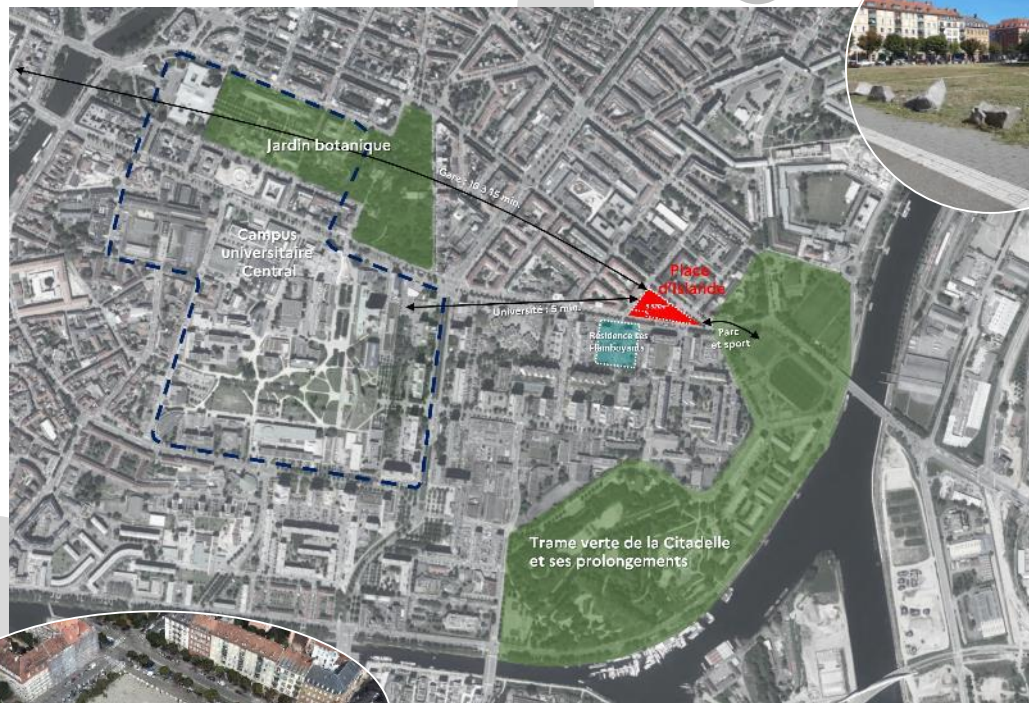 Jardin botanique
Gare : 10 à 15 min.
Campus
universitaire
Central
Place
d'Islande
Université : 5 min.
Résidence Les
Flamboyants
Parc
et sport
Trame verte de la Citadelle
et ses prolongements